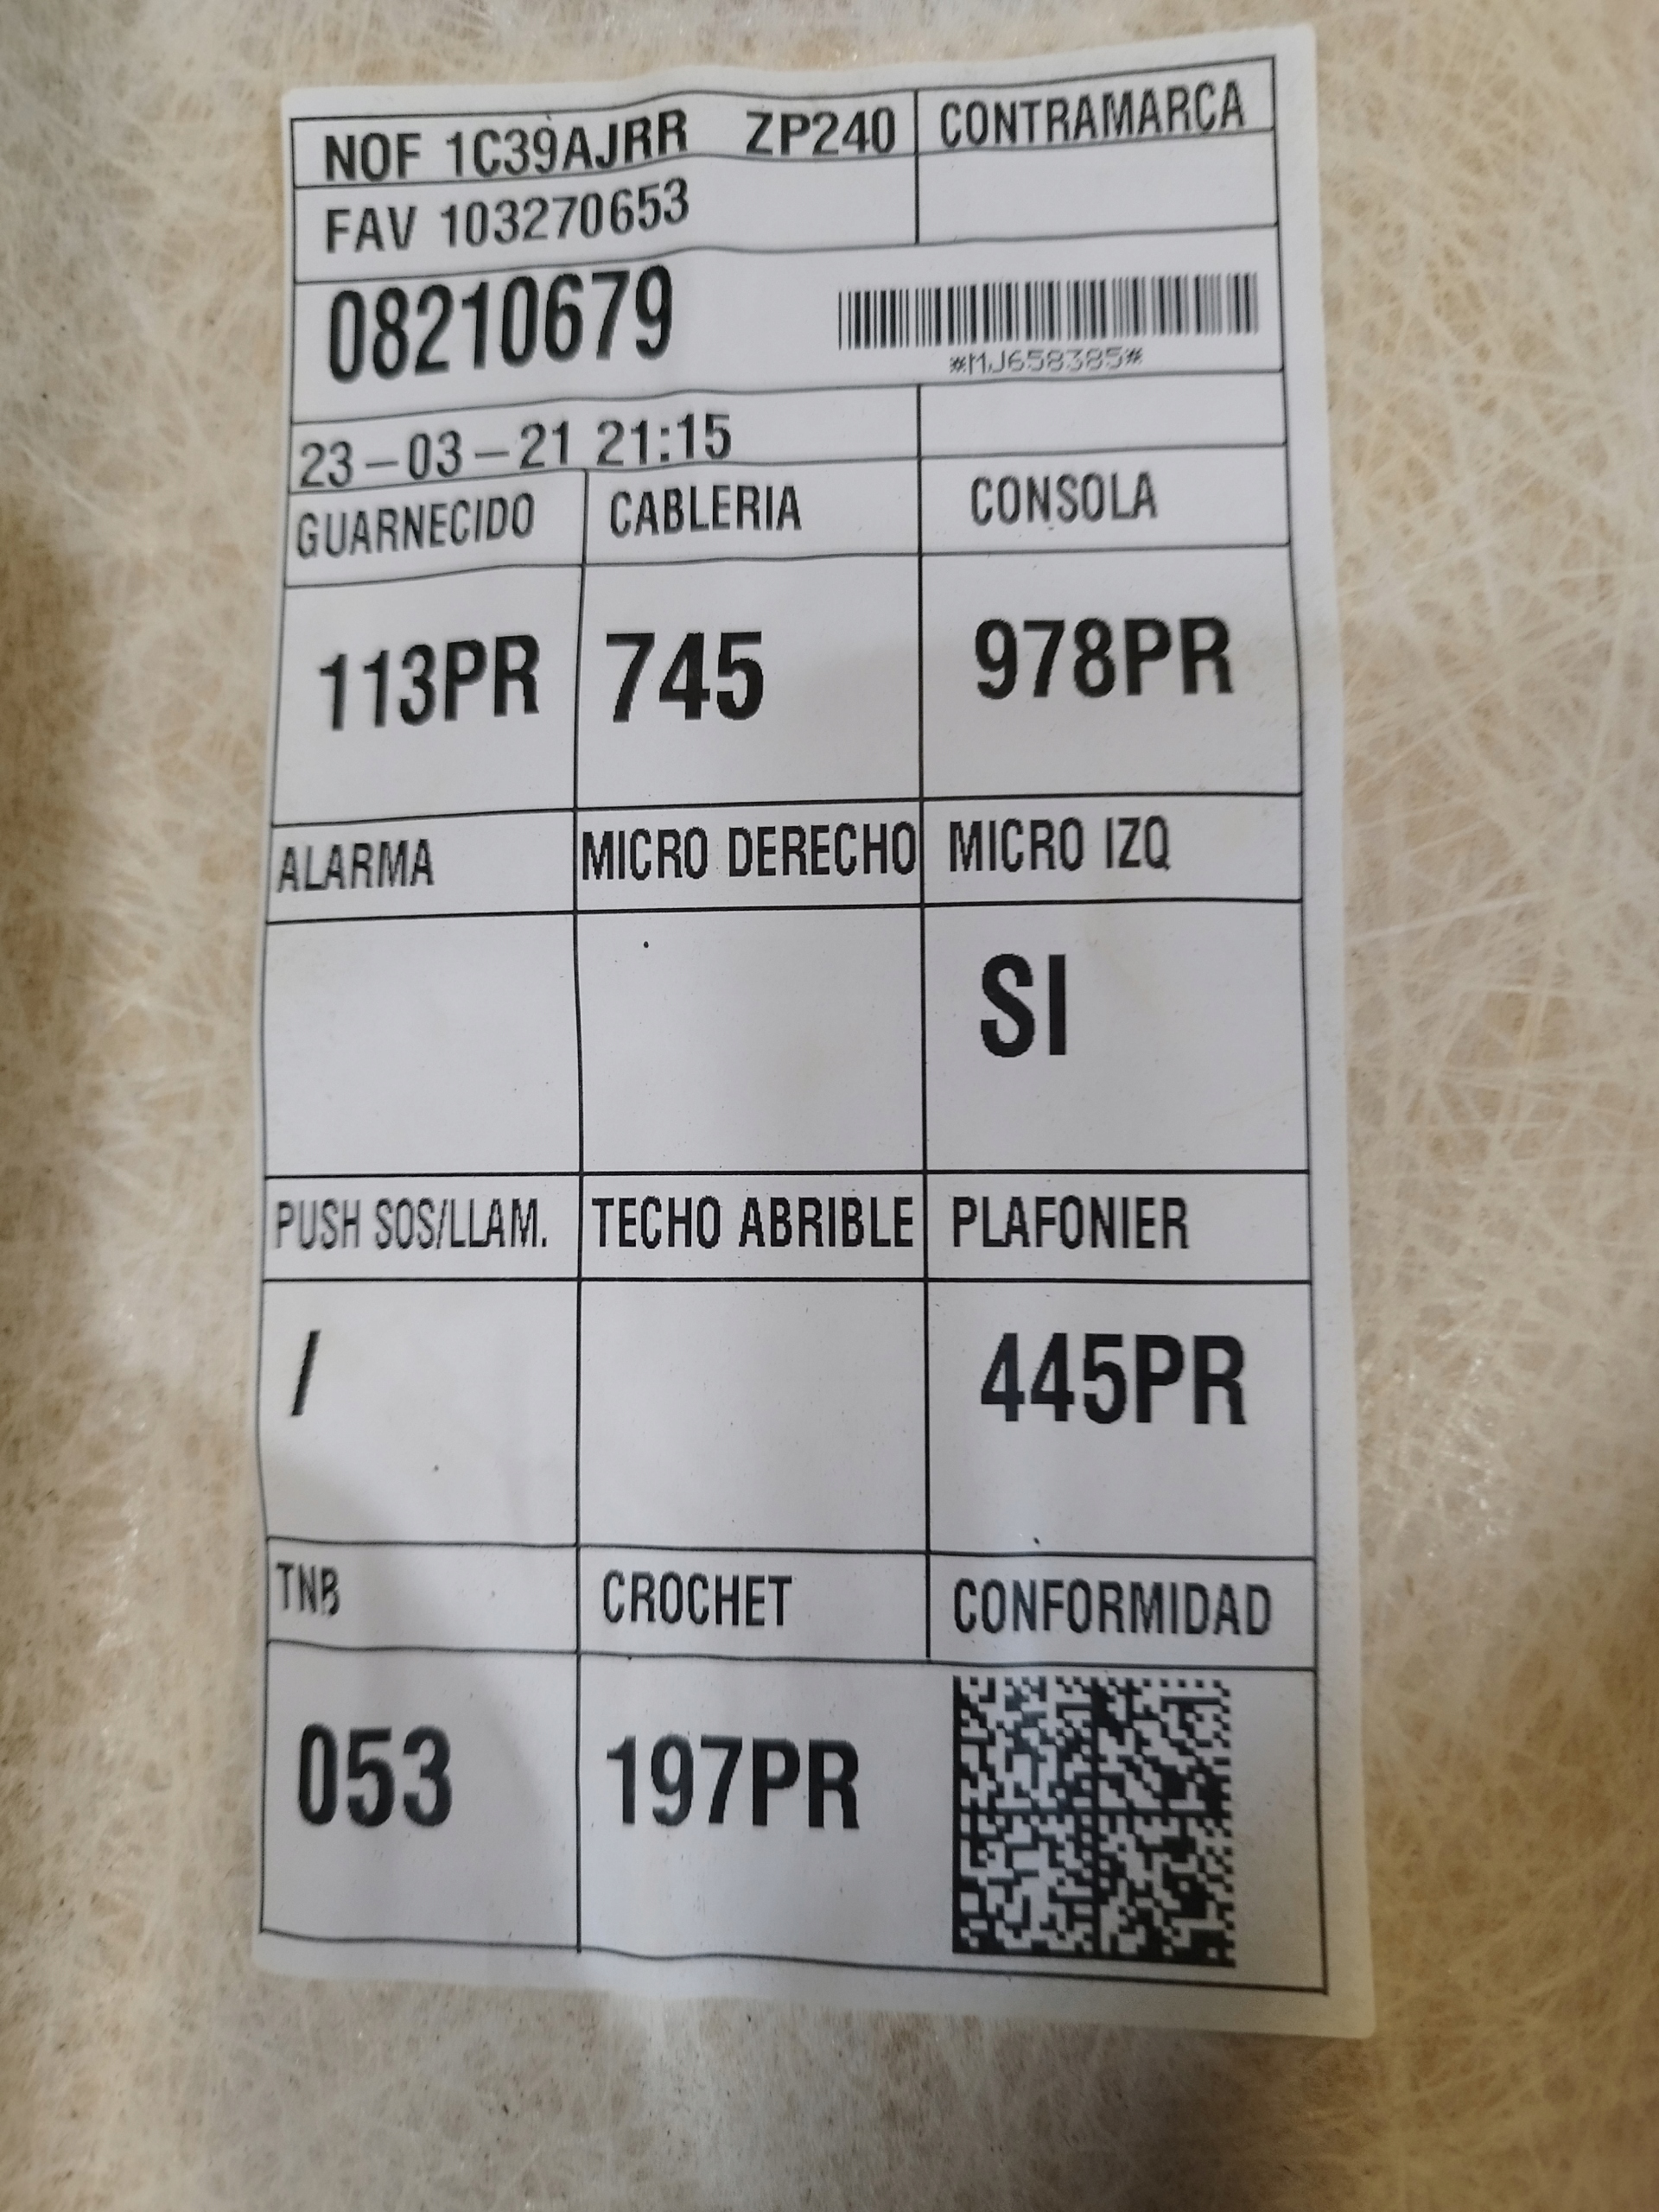 NOF 1C39AJRR ZP240 CONTRAMARCA
FAV 103270653
08210679
*MJ658385*
23-03-21 21:15
GUARNECIDO CABLERIA CONSOLA
113PR 745 978PR
ALARMA MICRO DERECHO MICRO IZQ
SI
PUSH SOS/LLAM. TECHO ABRIBLE PLAFONIER
/ 445PR
TNB CROCHET CONFORMIDAD
053 197PR